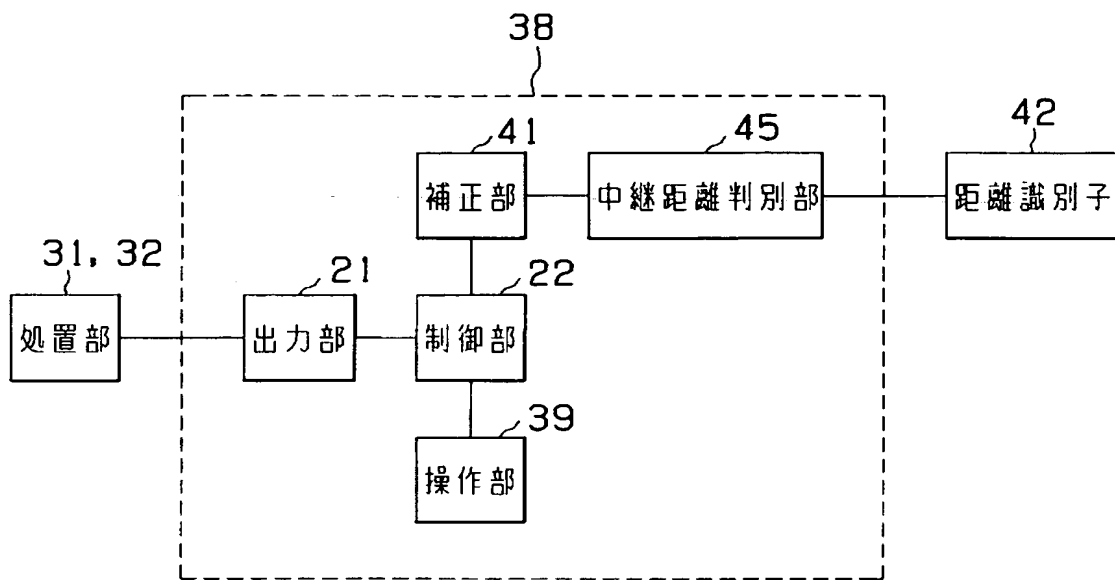 38
41
45
42
補正部
中継距離判別部
距離識別子
31, 32
21
22
処置部
出力部
制御部
39
操作部